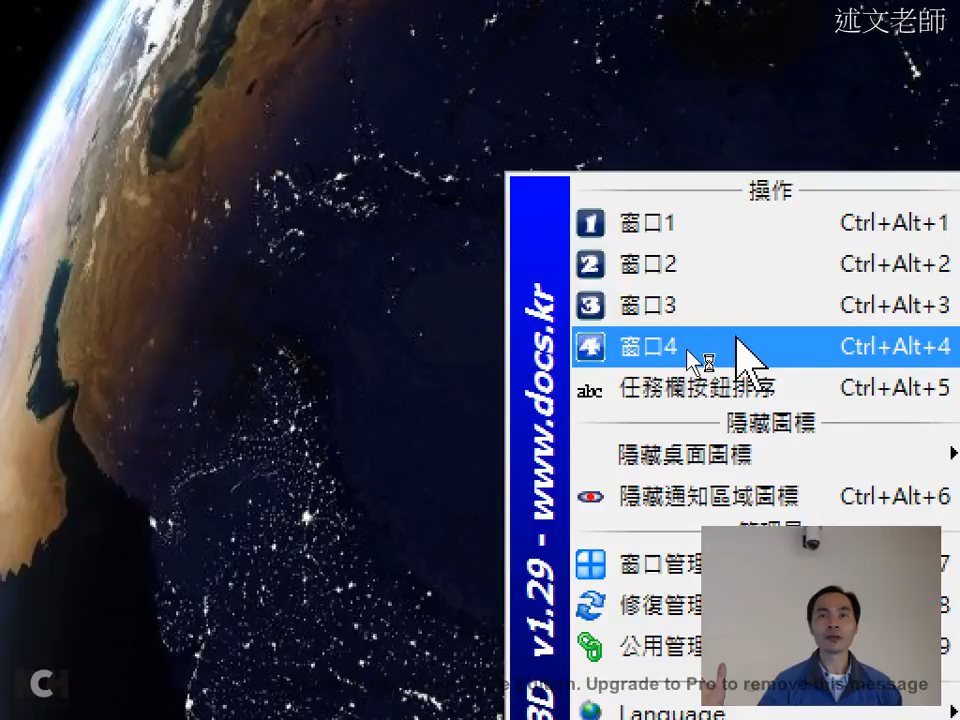 述文老師
操作
窗口1 Ctrl+Alt+1
窗口2 Ctrl+Alt+2
窗口3 Ctrl+Alt+3
窗口4 Ctrl+Alt+4
abc 任務欄按鈕排序 Ctrl+Alt+5
隱藏圖標
隱藏桌面圖標
隱藏通知區域圖標 Ctrl+Alt+6
窗口管理 7
修復管理 8
公用管理 9
Language
3D v1.29 - www.docs.kr
Upgrade to Pro to remove this message